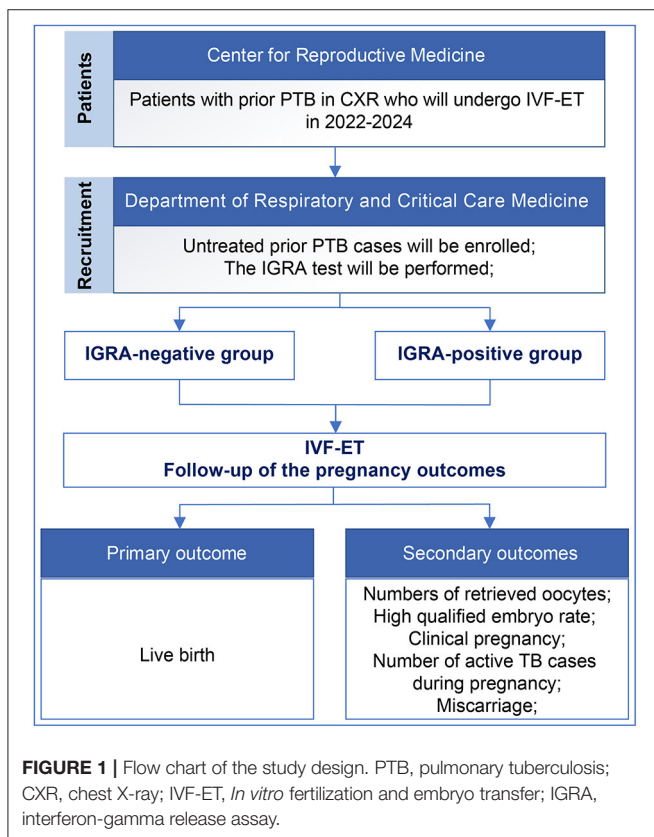 Patients
Center for Reproductive Medicine
Patients with prior PTB in CXR who will undergo IVF-ET
in 2022-2024
Recruitment
Department of Respiratory and Critical Care Medicine
Untreated prior PTB cases will be enrolled;
The IGRA test will be performed;
IGRA-negative group
IGRA-positive group
IVF-ET
Follow-up of the pregnancy outcomes
Primary outcome
Live birth
Secondary outcomes
Numbers of retrieved oocytes;
High qualified embryo rate;
Clinical pregnancy;
Number of active TB cases
during pregnancy;
Miscarriage;
FIGURE 1 | Flow chart of the study design. PTB, pulmonary tuberculosis;
CXR, chest X-ray; IVF-ET, In vitro fertilization and embryo transfer; IGRA,
interferon-gamma release assay.